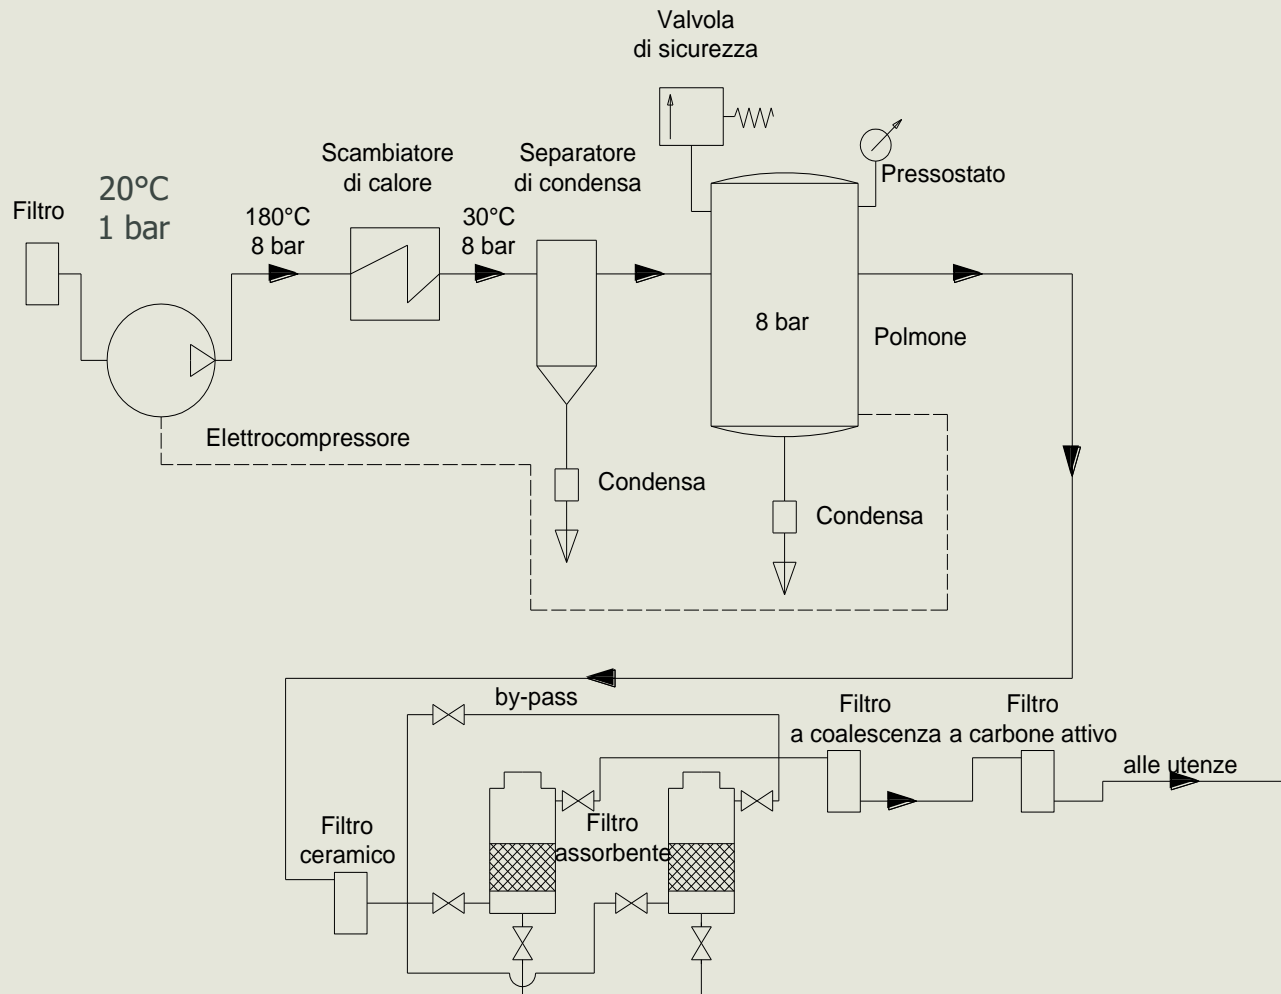 Valvola
di sicurezza
Scambiatore
di calore
Separatore
di condensa
Pressostato
20°C
1 bar
Filtro
180°C
8 bar
30°C
8 bar
8 bar
Polmone
Elettrocompressore
Condensa
Condensa
by-pass
Filtro
a coalescenza
Filtro
a carbone attivo
alle utenze
Filtro
ceramico
Filtro
assorbente